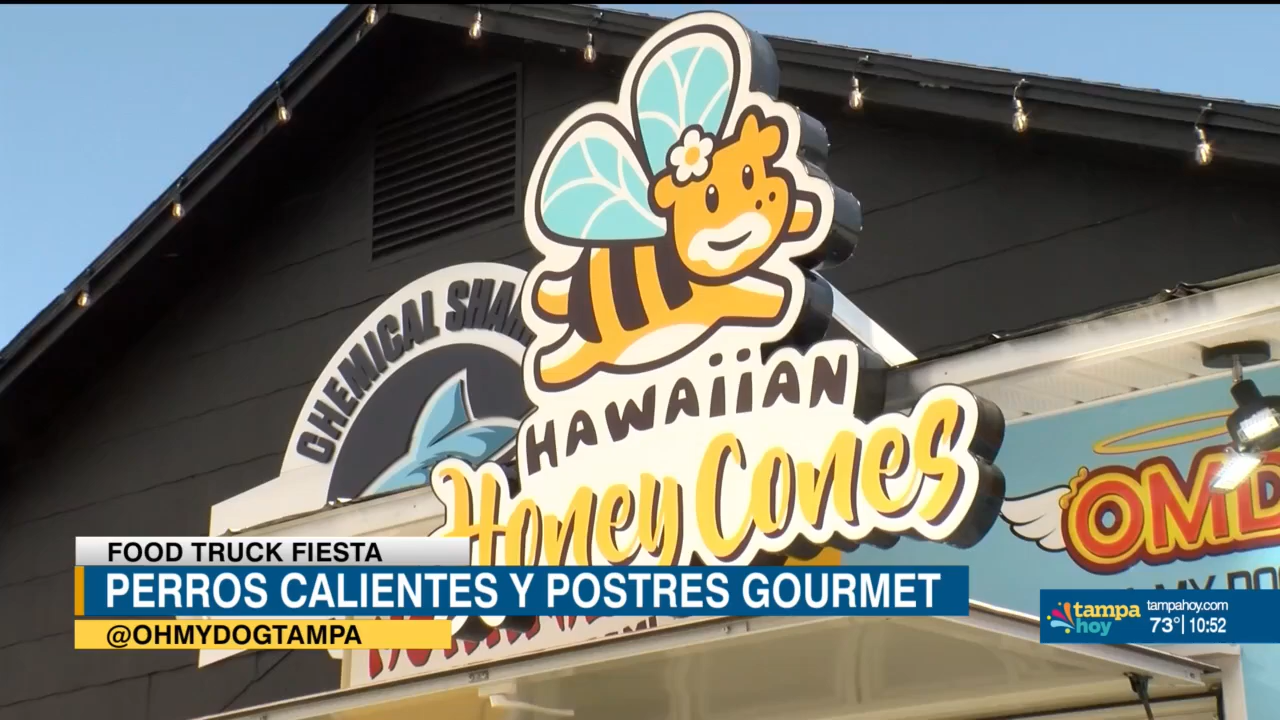 CHEMICAL
HAWAiiAN
Honey Cones
OMD
FOOD TRUCK FIESTA
PERROS CALIENTES Y POSTRES GOURMET
@OHMYDOGTAMPA
tampa
hoy
tampahoy.com
73° | 10:52